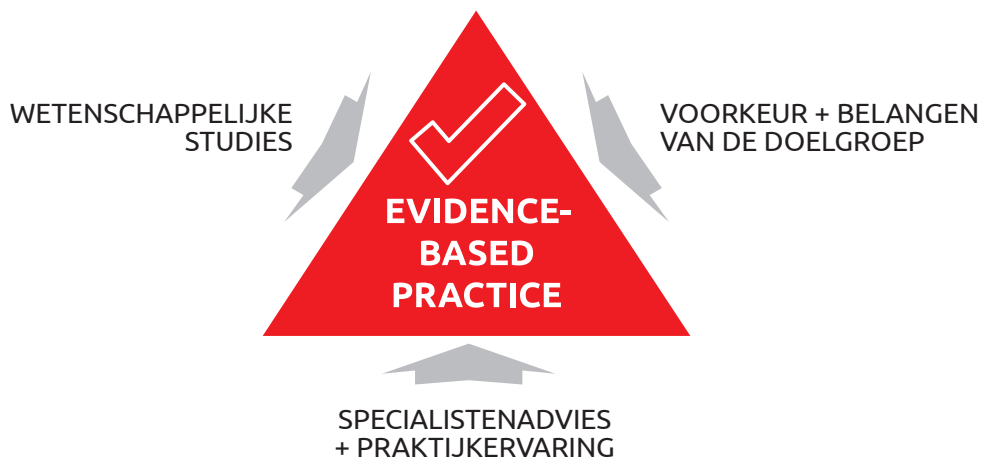 WETENSCHAPPELIJKE
STUDIES
VOORKEUR + BELANGEN
VAN DE DOELGROEP
EVIDENCE-
BASED
PRACTICE
SPECIALISTENADVIES
+ PRAKTIJKERVARING